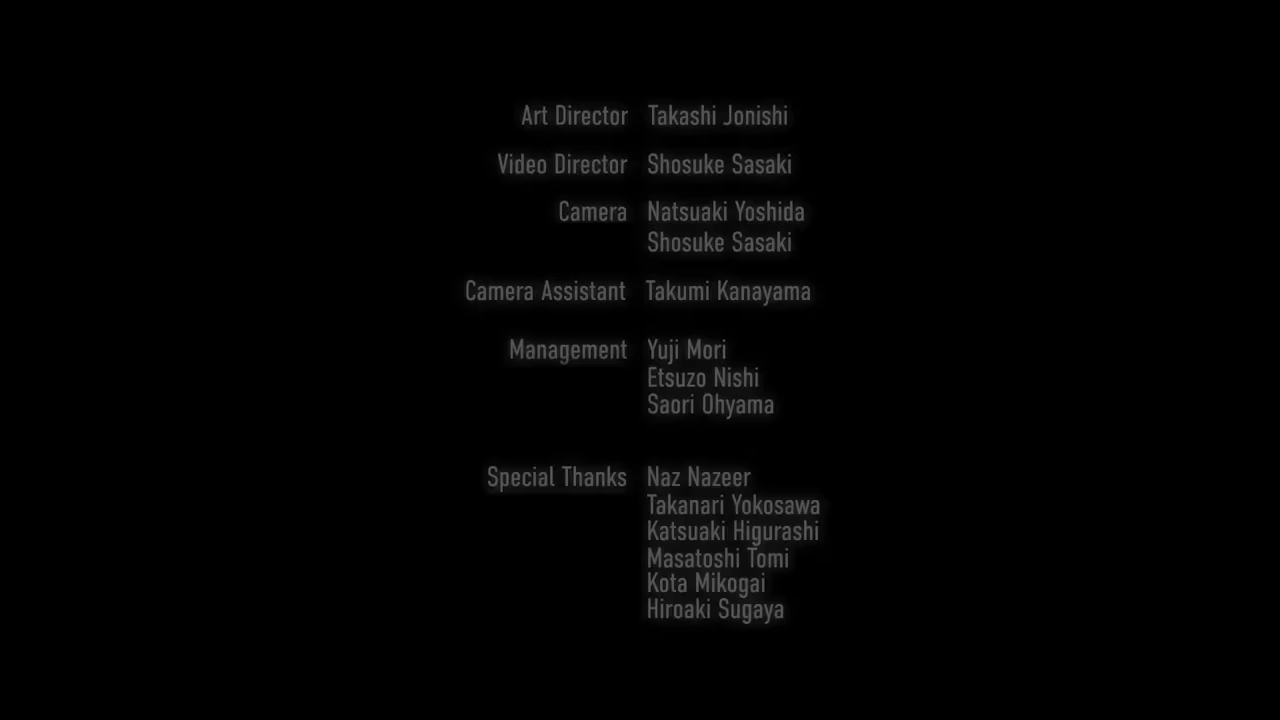 Art Director Takashi Jonishi
Video Director Shosuke Sasaki
Camera Natsuaki Yoshida
Shosuke Sasaki
Camera Assistant Takumi Kanayama
Management Yuji Mori
Etsuzo Nishi
Saori Ohyama
Special Thanks Naz Nazeer
Takanari Yokosawa
Katsuaki Higurashi
Masatoshi Tomi
Kota Mikogai
Hiroaki Sugaya